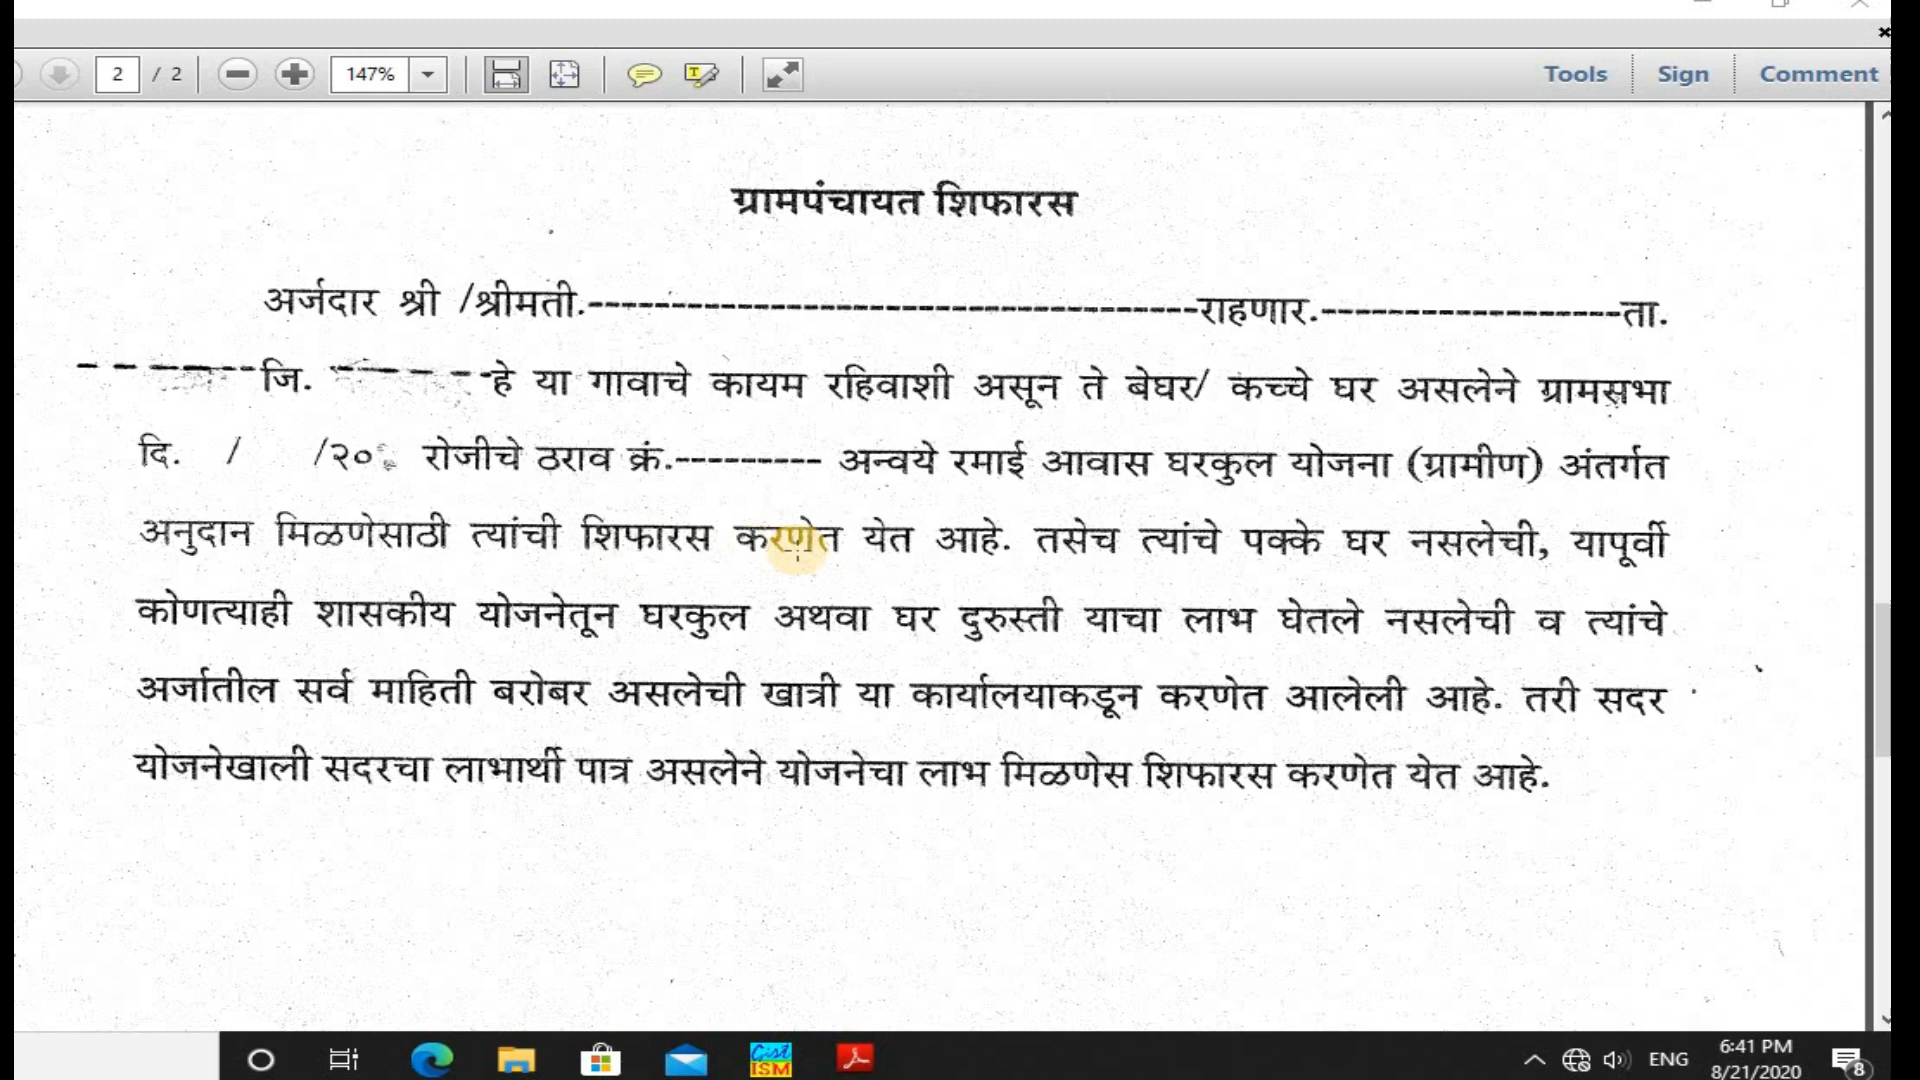 2 / 2 147% Tools Sign Comment
ग्रामपंचायत शिफारस
अर्जदार श्री /श्रीमती.------------------------------------राहणार.------------------ता.
---------जि. ---------हे या गावाचे कायम रहिवाशी असून ते बेघर/ कच्चे घर असलेने ग्रामसभा
दि. / /२० रोजीचे ठराव क्रं.--------- अन्वये रमाई आवास घरकुल योजना (ग्रामीण) अंतर्गत
अनुदान मिळणेसाठी त्यांची शिफारस करणेत येत आहे. तसेच त्यांचे पक्के घर नसलेची, यापूर्वी
कोणत्याही शासकीय योजनेतून घरकुल अथवा घर दुरुस्ती याचा लाभ घेतले नसलेची व त्यांचे
अर्जातील सर्व माहिती बरोबर असलेची खात्री या कार्यालयाकडून करणेत आलेली आहे. तरी सदर
योजनेखाली सदरचा लाभार्थी पात्र असलेने योजनेचा लाभ मिळणेस शिफारस करणेत येत आहे.
Gist
ISM
ENG
6:41 PM
8/21/2020
8